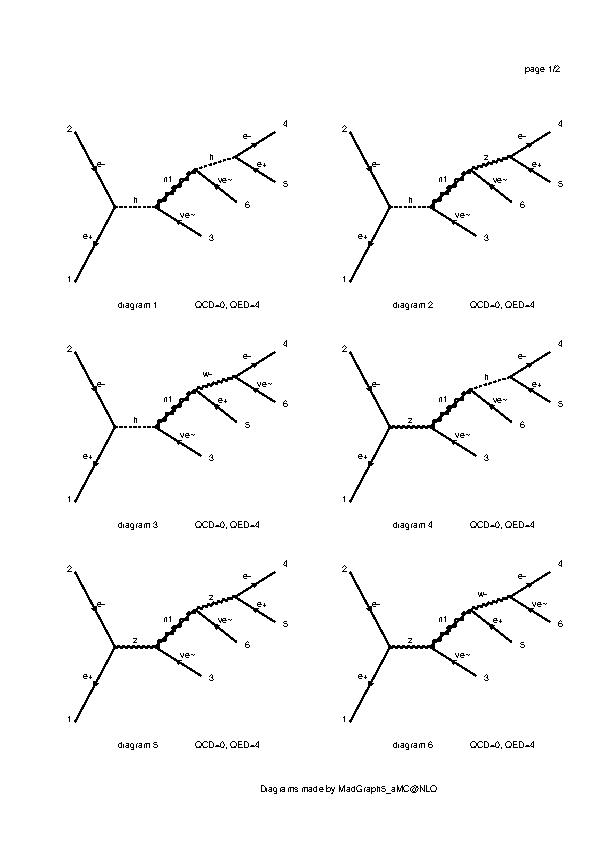 page 1/2
2 e- e+ 1 h n1 h e- 4 e+ 5 ve~ 6 ve~ 3
2 e- e+ 1 h n1 z e- 4 e+ 5 ve~ 6 ve~ 3
diagram 1 QCD=0, QED=4
diagram 2 QCD=0, QED=4
2 e- e+ 1 h n1 w- e- 4 ve~ 6 e+ 5 ve~ 3
2 e- e+ 1 z n1 h e- 4 e+ 5 ve~ 6 ve~ 3
diagram 3 QCD=0, QED=4
diagram 4 QCD=0, QED=4
2 e- e+ 1 z n1 z e- 4 e+ 5 ve~ 6 ve~ 3
2 e- e+ 1 z n1 w- e- 4 ve~ 6 e+ 5 ve~ 3
diagram 5 QCD=0, QED=4
diagram 6 QCD=0, QED=4
Diagrams made by MadGraph5_aMC@NLO